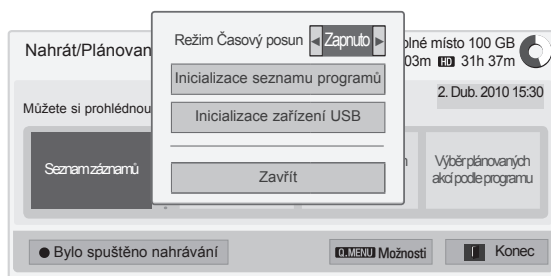 Nahrát/Plánovan
Režim Časový posun ◀ Zapnuto ▶
Inicializace seznamu programů
Inicializace zařízení USB
Zavřít
lné místo 100 GB
03m HD 31h 37m
2. Dub. 2010 15:30
Můžete si prohlédnou
Seznam záznamů
Výběr plánovaných
akcí podle programu
● Bylo spuštěno nahrávání
Q.MENU Možnosti
Konec